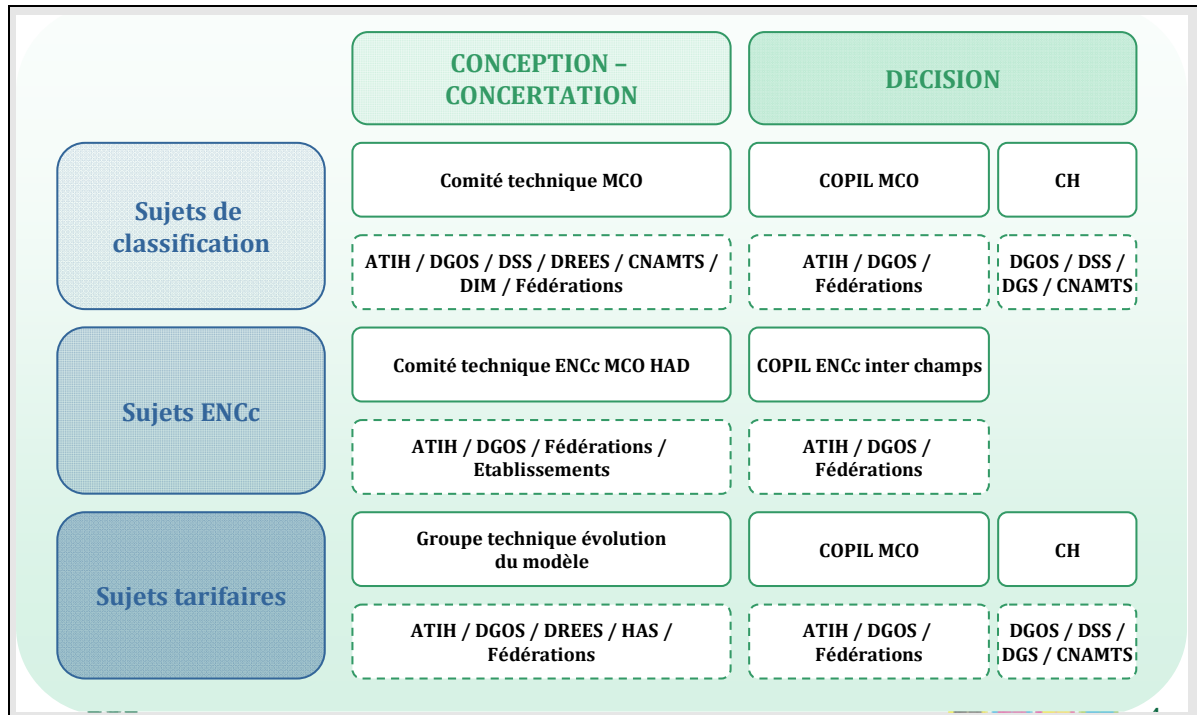 CONCEPTION –
CONCERTATION
DECISION
Sujets de
classification
Comité technique MCO
COPIL MCO
CH
ATIH / DGOS / DSS / DREES / CNAMTS /
DIM / Fédérations
ATIH / DGOS /
Fédérations
DGOS / DSS /
DGS / CNAMTS
Sujets ENCc
Comité technique ENCc MCO HAD
COPIL ENCc inter champs
ATIH / DGOS / Fédérations /
Etablissements
ATIH / DGOS /
Fédérations
Sujets tarifaires
Groupe technique évolution
du modèle
COPIL MCO
CH
ATIH / DGOS / DREES / HAS /
Fédérations
ATIH / DGOS /
Fédérations
DGOS / DSS /
DGS / CNAMTS